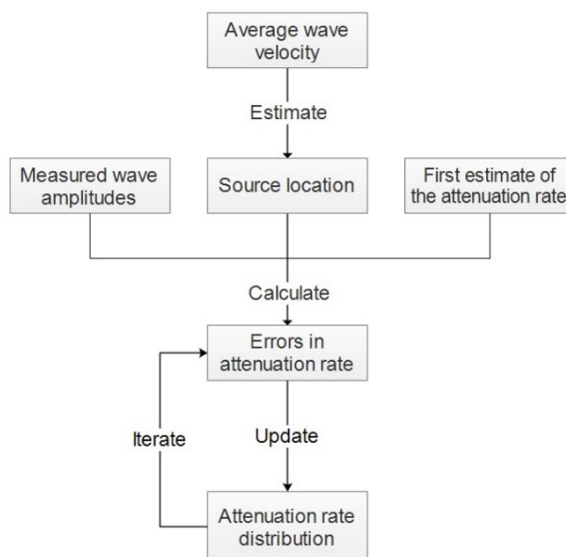 Average wave
velocity
Estimate
Measured wave
amplitudes
Source location
First estimate of
the attenuation rate
Calculate
Errors in
attenuation rate
Iterate
Update
Attenuation rate
distribution